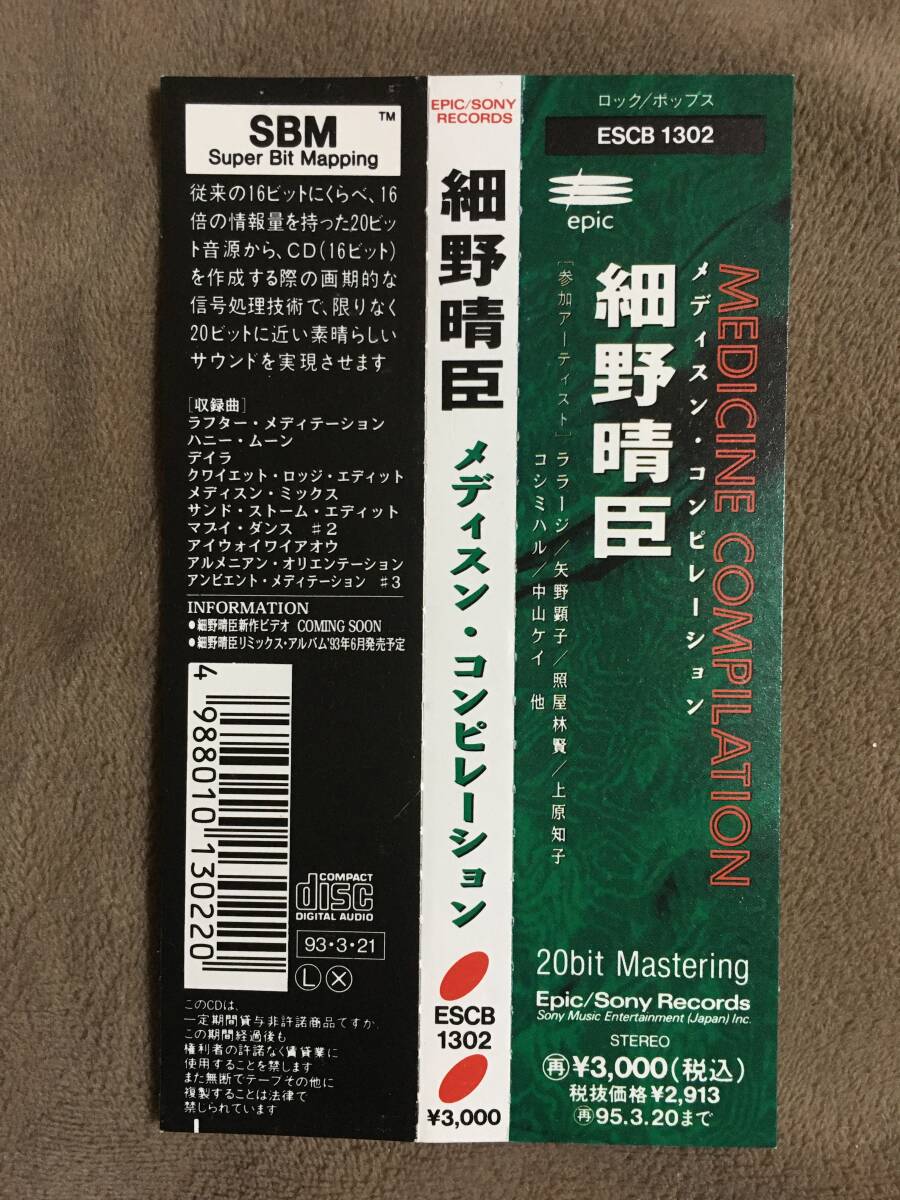 SBM™
Super Bit Mapping
従来の16ビットにくらべ、16
倍の情報量を持った20ビッ
ト音源から、CD(16ビット)
を作成する際の画期的な
信号処理技術で、限りなく
20ビットに近い素晴らしい
サウンドを実現させます
[収録曲]
ラフター・メディテーション
ハニー・ムーン
デイラ
クワイエット・ロッジ・エディット
メディスン・ミックス
サンド・ストーム・エディット
マブイ・ダンス ♯2
アイウォイワイアオウ
アルメニアン・オリエンテーション
アンビエント・メディテーション ♯3
INFORMATION
●細野晴臣新作ビデオ COMING SOON
●細野晴臣リミックス・アルバム'93年6月発売予定
4 988010 130220
COMPACT
disc
DIGITAL AUDIO
93・3・21
L X
このCDは、
一定期間貸与非許諾商品ですか、
この期間経過後も
権利者の許諾なく賃貸業に
使用することを禁します
また無断でテープその他に
複製することは法律で
禁じられています
EPIC/SONY
RECORDS
細野晴臣
メディスン・コンピレーション
ESCB
1302
¥3,000
ロック/ポップス
ESCB 1302
epic
MEDICINE COMPILATION
メディスン・コンピレーション
細野晴臣
[参加アーティスト]ララージ/矢野顕子/照屋林賢/上原知子
コシミハル/中山ケイ 他
20bit Mastering
Epic/Sony Records
Sony Music Entertainment (Japan) Inc.
STEREO
再¥3,000(税込)
税抜価格¥2,913
再95.3.20まで